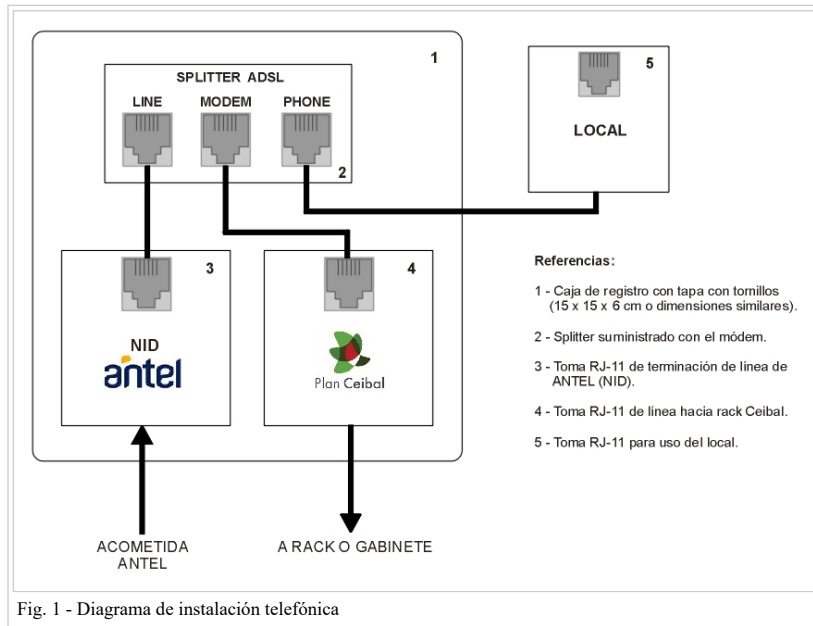 1
SPLITTER ADSL
LINE MODEM PHONE
2
5
LOCAL
3
NID
antel
4
Plan Ceibal
ACOMETIDA
ANTEL
A RACK O GABINETE
Referencias:
1 - Caja de registro con tapa con tornillos
(15 x 15 x 6 cm o dimensiones similares).
2 - Splitter suministrado con el módem.
3 - Toma RJ-11 de terminación de línea de
ANTEL (NID).
4 - Toma RJ-11 de línea hacia rack Ceibal.
5 - Toma RJ-11 para uso del local.
Fig. 1 - Diagrama de instalación telefónica